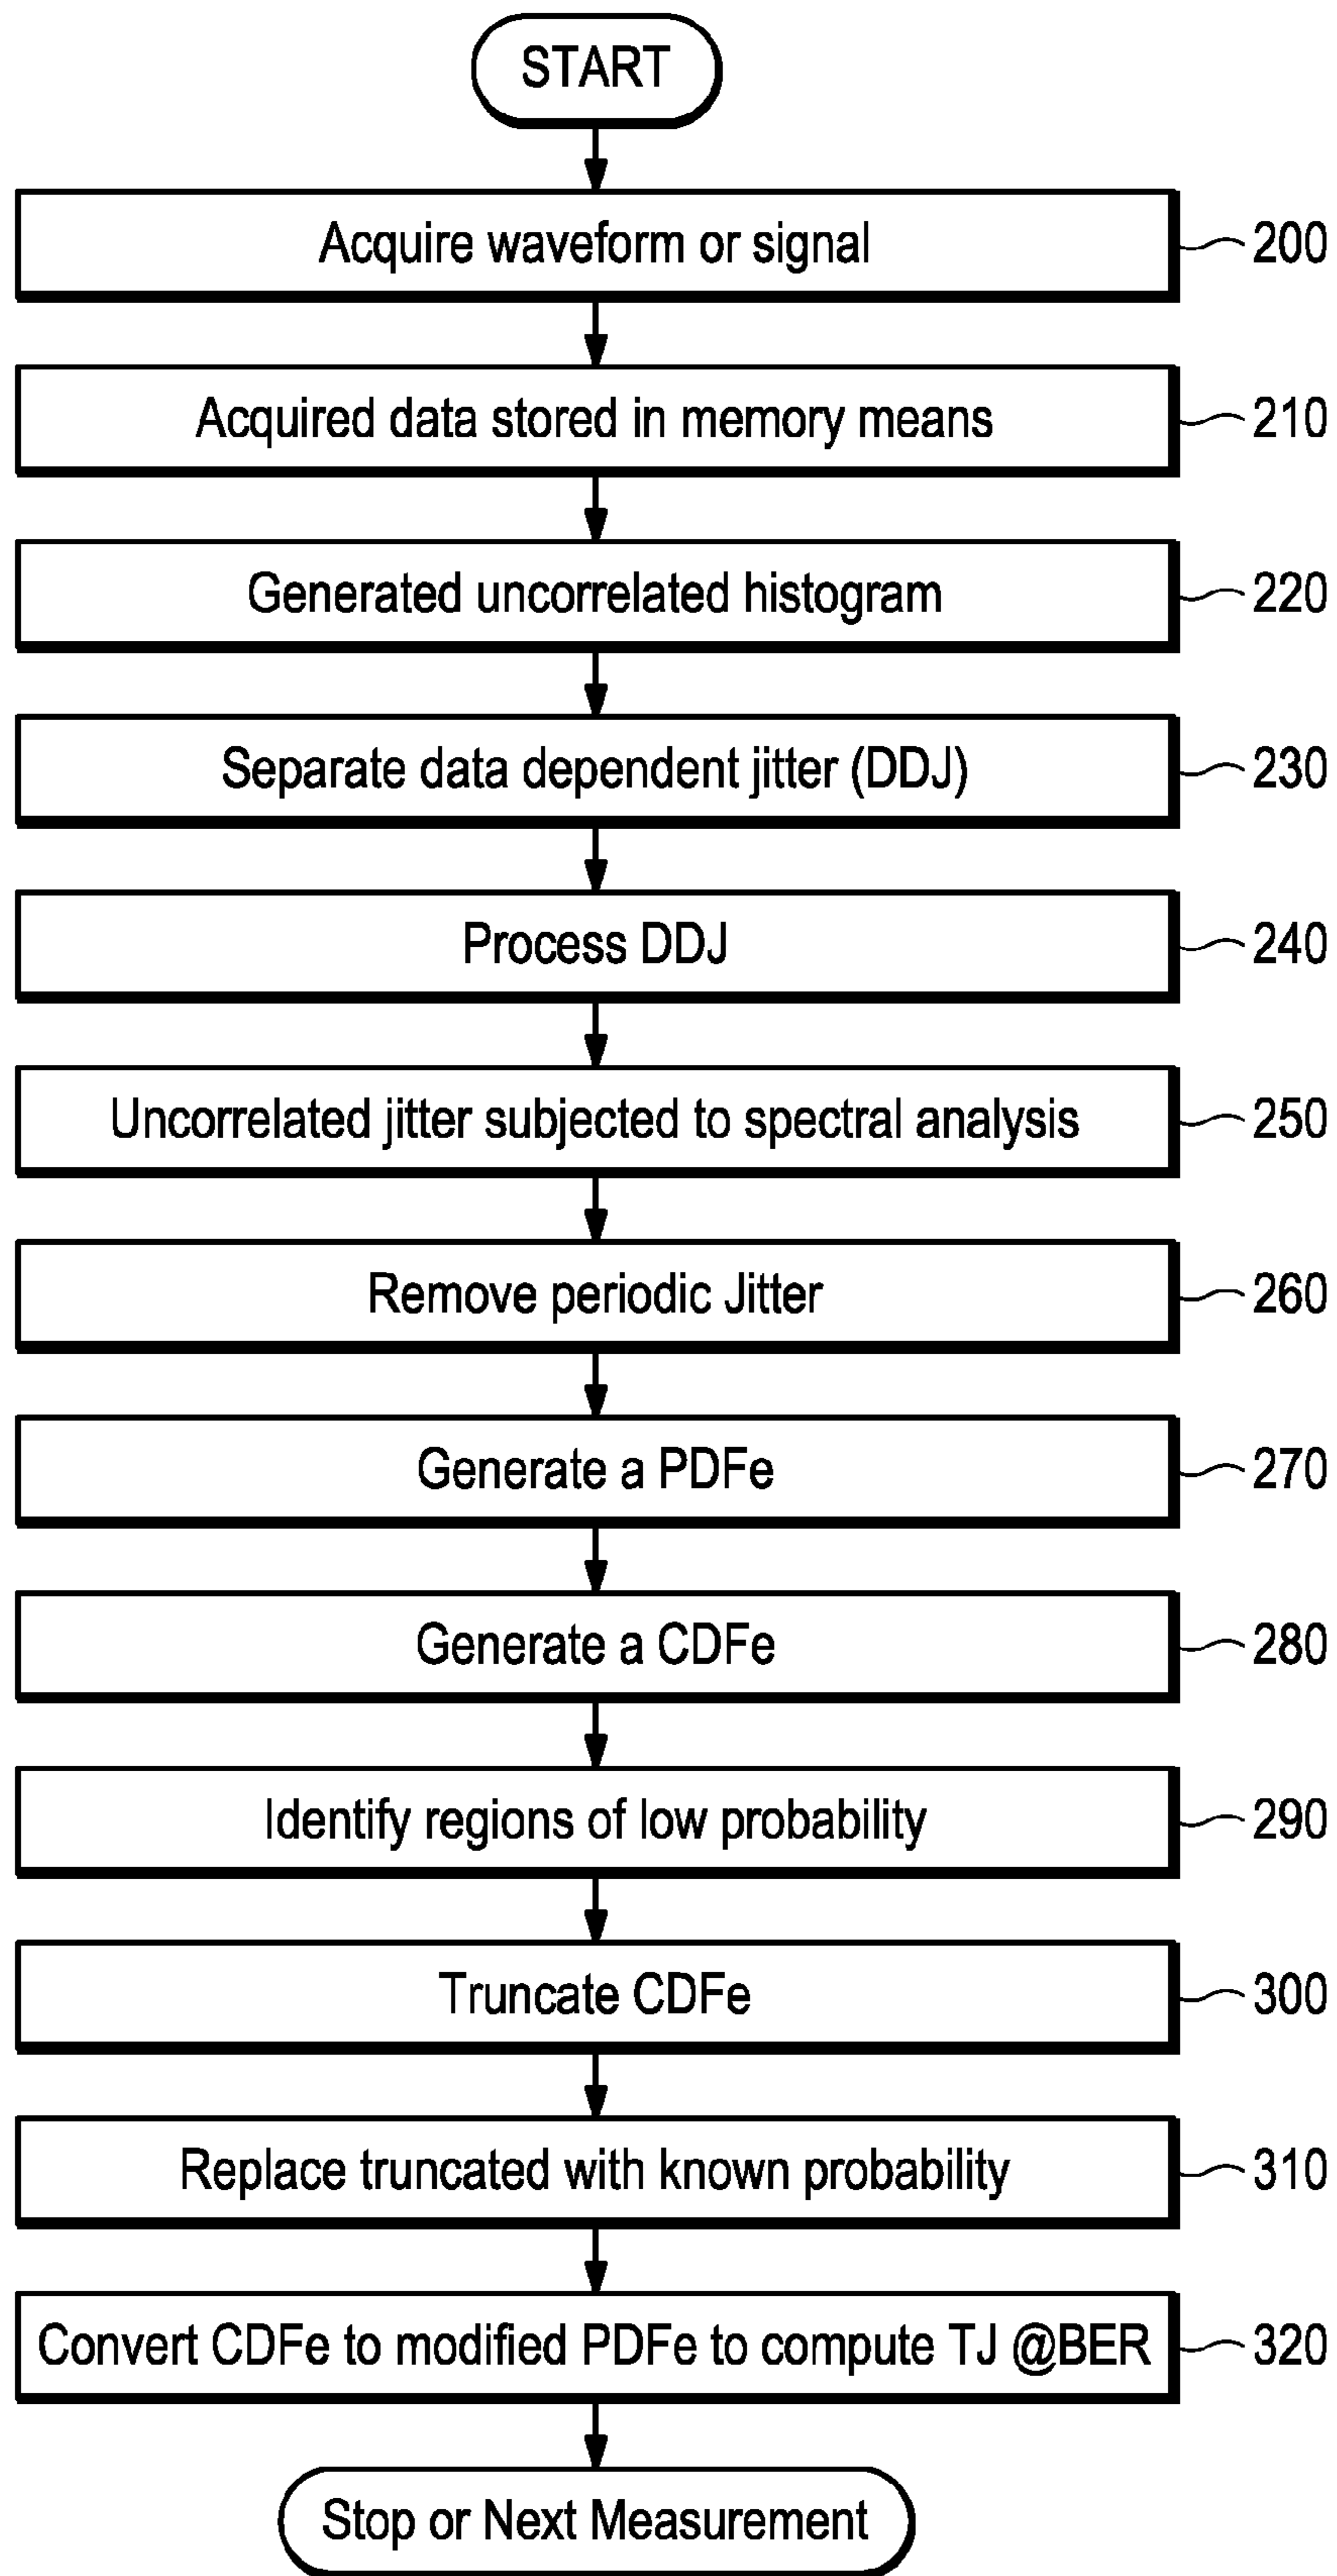 START
Acquire waveform or signal
200
Acquired data stored in memory means
210
Generated uncorrelated histogram
220
Separate data dependent jitter (DDJ)
230
Process DDJ
240
Uncorrelated jitter subjected to spectral analysis
250
Remove periodic Jitter
260
Generate a PDFe
270
Generate a CDFe
280
Identify regions of low probability
290
Truncate CDFe
300
Replace truncated with known probability
310
Convert CDFe to modified PDFe to compute TJ @BER
320
Stop or Next Measurement